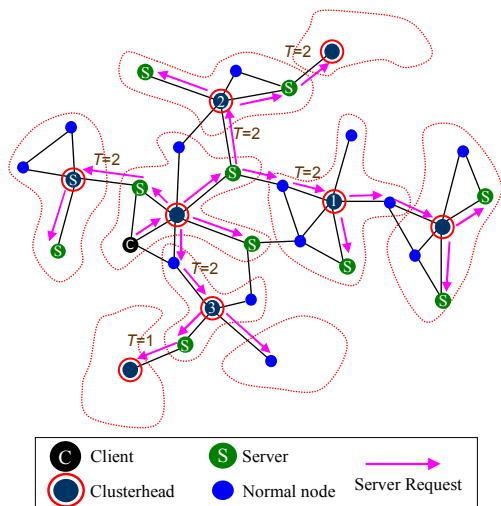 T=2
S
S
2
T=2
T=2
S
S
S
T=2
1
S
C
S
S
S
S
T=2
3
S
T=1
C Client
S Server
Clusterhead
Normal node
Server Request